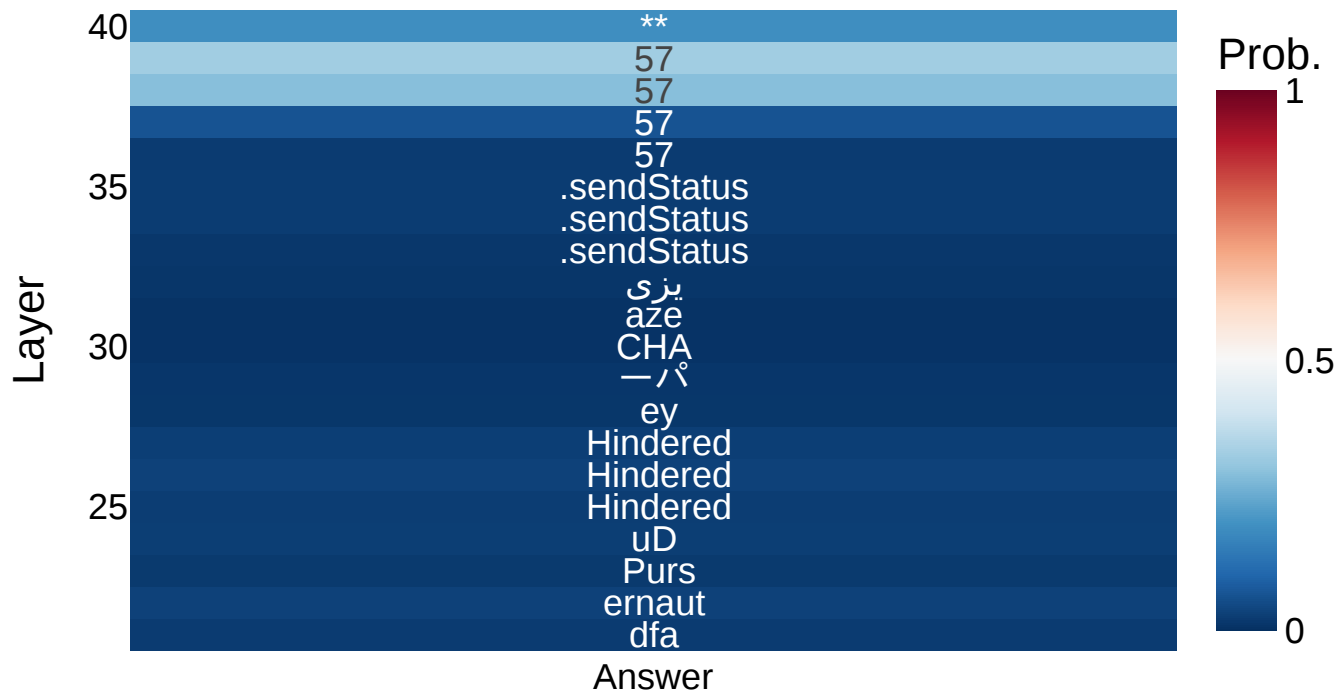 40
**
Prob.
57
1
57
57
57
35
.sendStatus
.sendStatus
.sendStatus
یزی
Layer
aze
30
CHA
ーパ
0.5
ey
Hindered
Hindered
25
Hindered
uD
Purs
ernaut
dfa
0
Answer